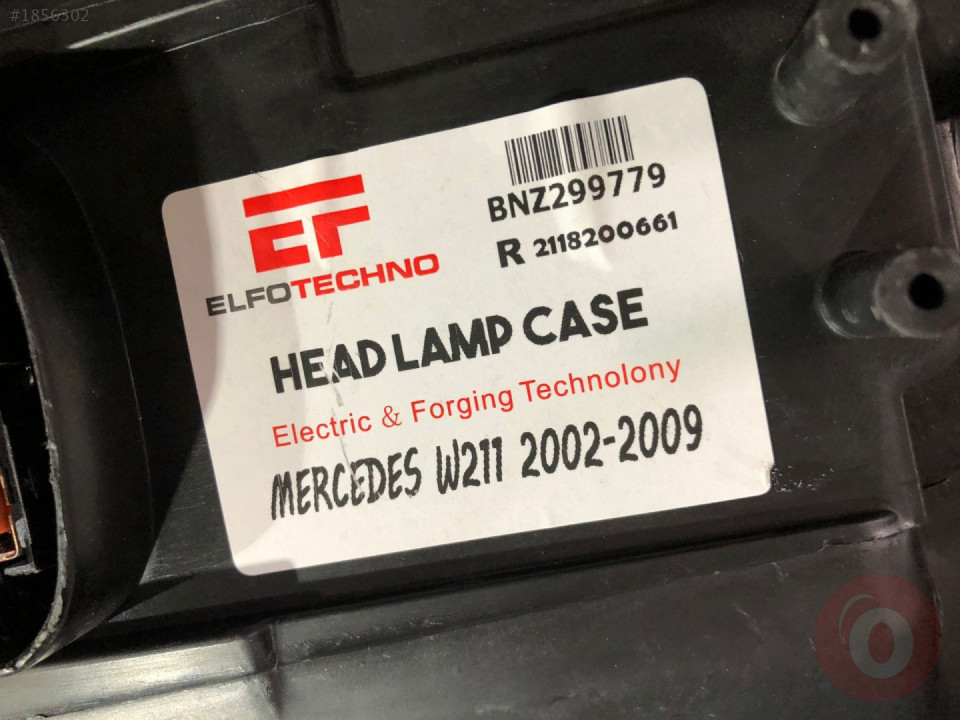 #1856302
BNZ299779
R 2118200661
EF
ELFOTECHNO
HEAD LAMP CASE
Electric & Forging Technolony
MERCEDES W211 2002-2009
O